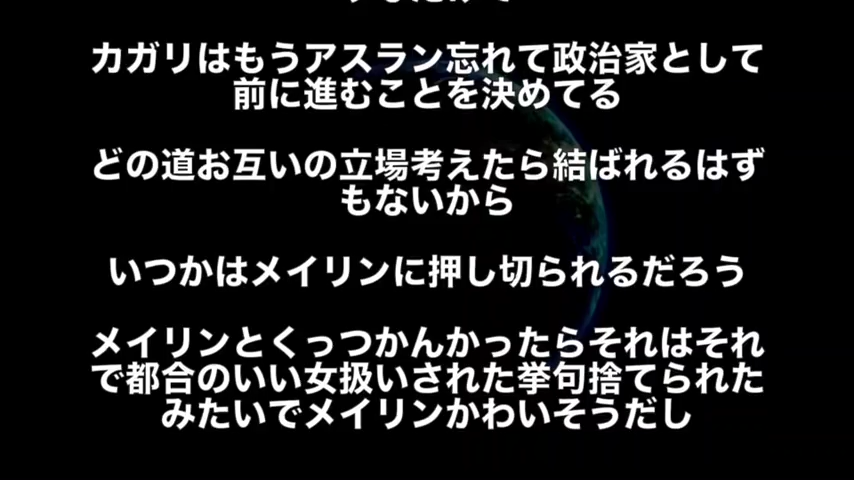 カガリはもうアスラン忘れて政治家として
前に進むことを決めてる
どの道お互いの立場考えたら結ばれるはず
もないから
いつかはメイリンに押し切られるだろう
メイリンとくっつかんかったらそれはそれ
で都合のいい女扱いされた挙句捨てられた
みたいでメイリンかわいそうだし